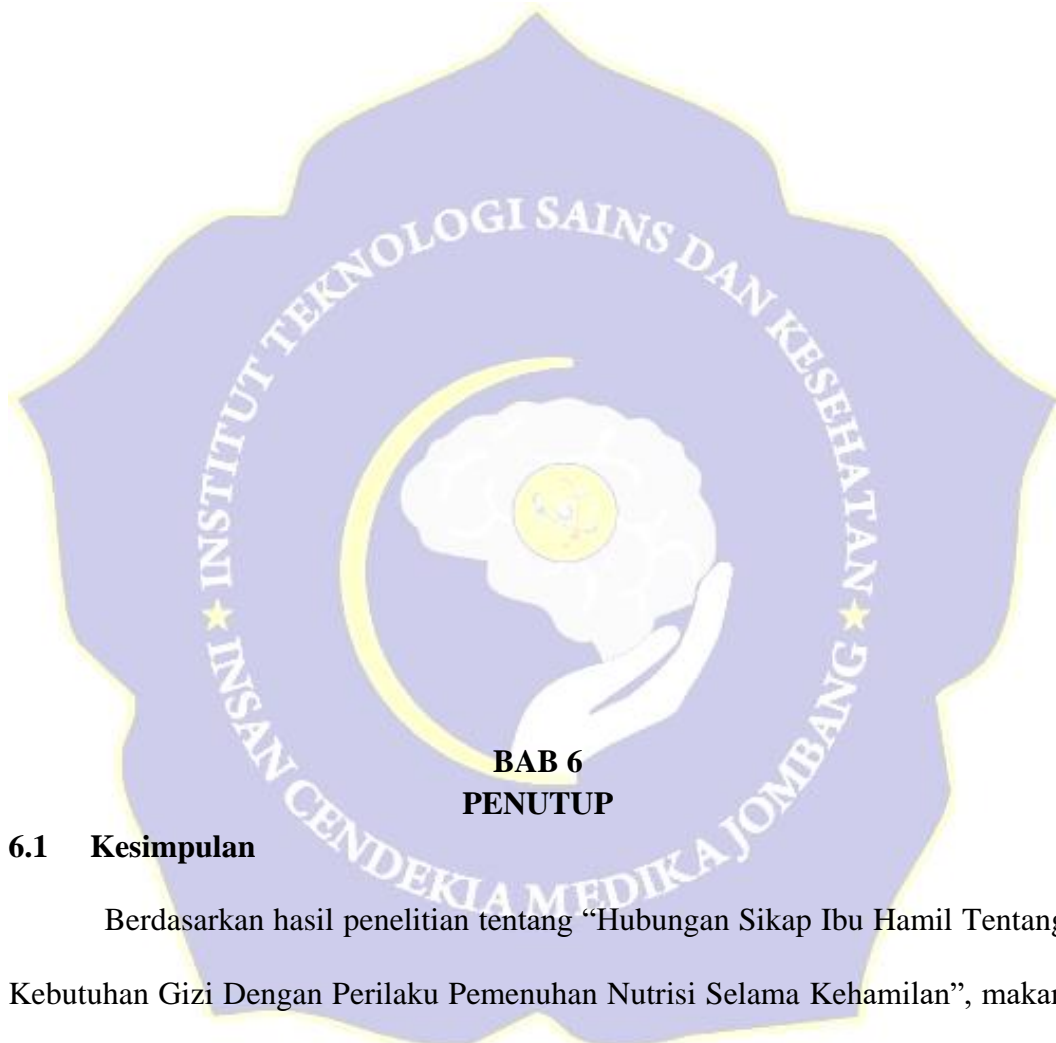 INSTITUT TEKNOLOGI SAINS DAN KESEHATAN
INSAN CENDEKIA MEDIKA JOMBANG
BAB 6
PENUTUP
6.1 Kesimpulan
Berdasarkan hasil penelitian tentang “Hubungan Sikap Ibu Hamil Tentang
Kebutuhan Gizi Dengan Perilaku Pemenuhan Nutrisi Selama Kehamilan”, makan